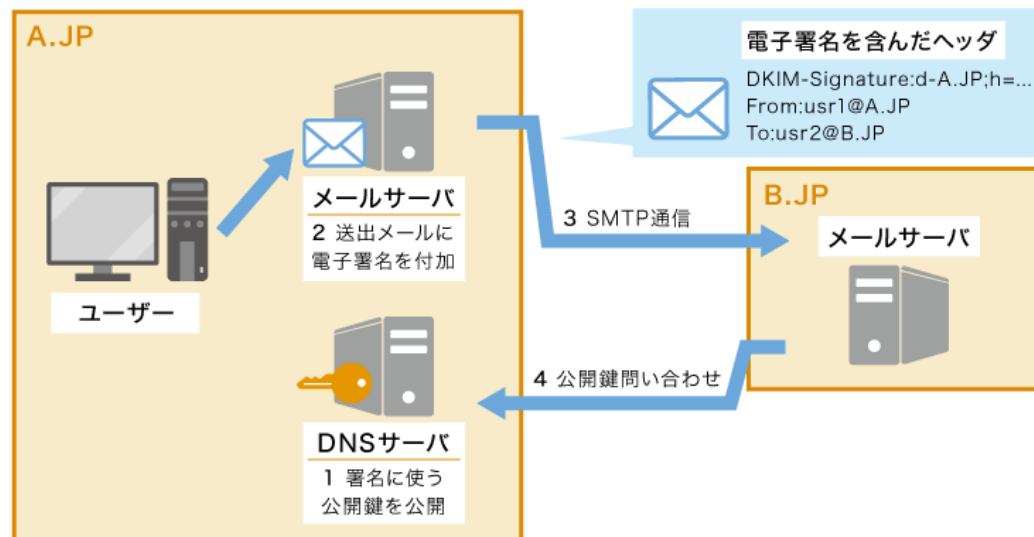 A.JP
電子署名を含んだヘッダ
DKIM-Signature:d-A.JP;h=...
From:usr1@A.JP
To:usr2@B.JP
メールサーバ
2 送出メールに
電子署名を付加
ユーザー
3 SMTP通信
B.JP
メールサーバ
4 公開鍵問い合わせ
DNSサーバ
1 署名に使う
公開鍵を公開